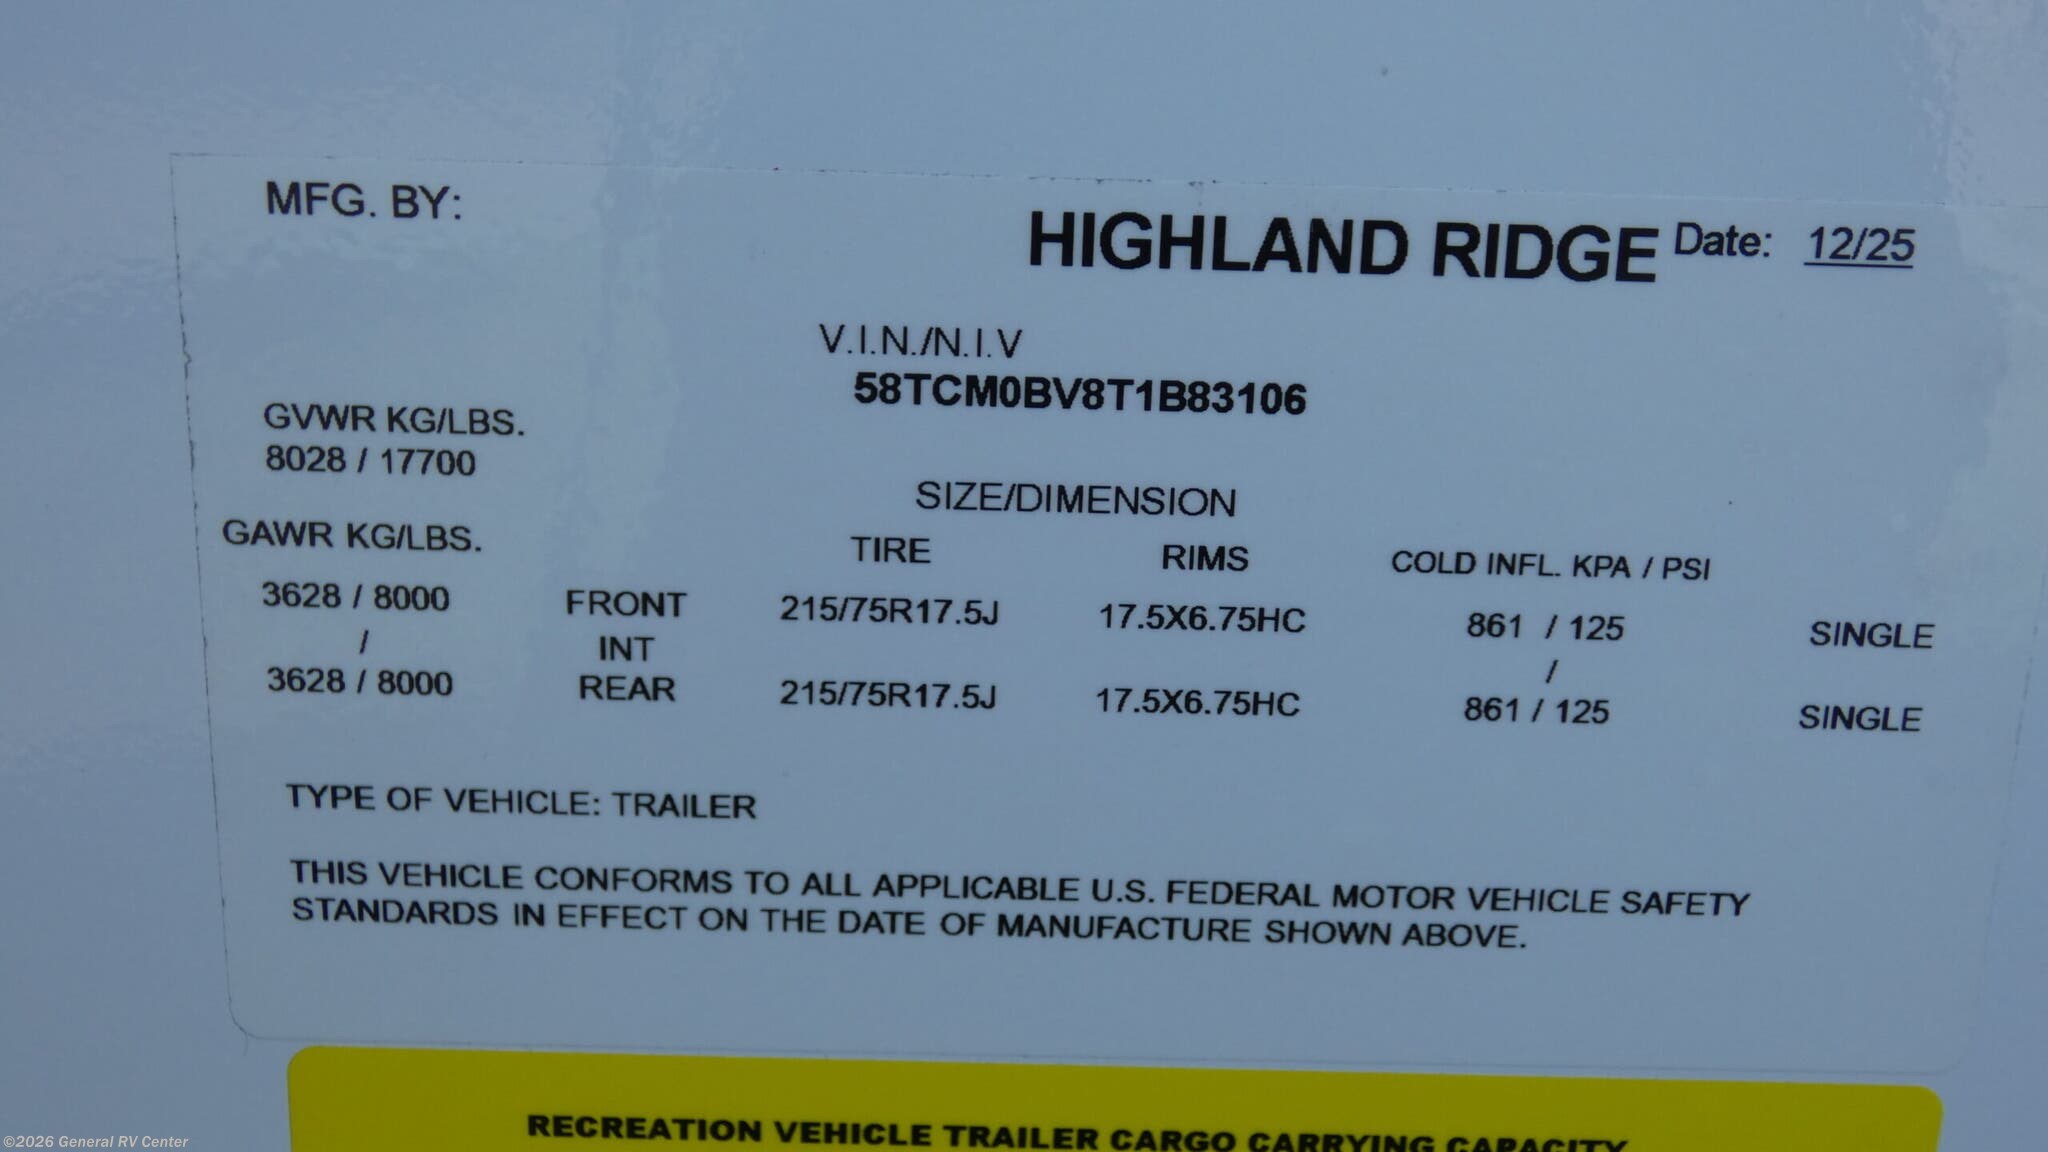 MFG. BY:
HIGHLAND RIDGE Date: 12/25
V.I.N./N.I.V
58TCM0BV8T1B83106
GVWR KG/LBS.
8028 / 17700
SIZE/DIMENSION
GAWR KG/LBS. TIRE RIMS COLD INFL. KPA / PSI
3628 / 8000 FRONT 215/75R17.5J 17.5X6.75HC 861 / 125 SINGLE
/ INT /
3628 / 8000 REAR 215/75R17.5J 17.5X6.75HC 861 / 125 SINGLE
TYPE OF VEHICLE: TRAILER
THIS VEHICLE CONFORMS TO ALL APPLICABLE U.S. FEDERAL MOTOR VEHICLE SAFETY
STANDARDS IN EFFECT ON THE DATE OF MANUFACTURE SHOWN ABOVE.
RECREATION VEHICLE TRAILER CARGO CARRYING CAPACITY
©2026 General RV Center